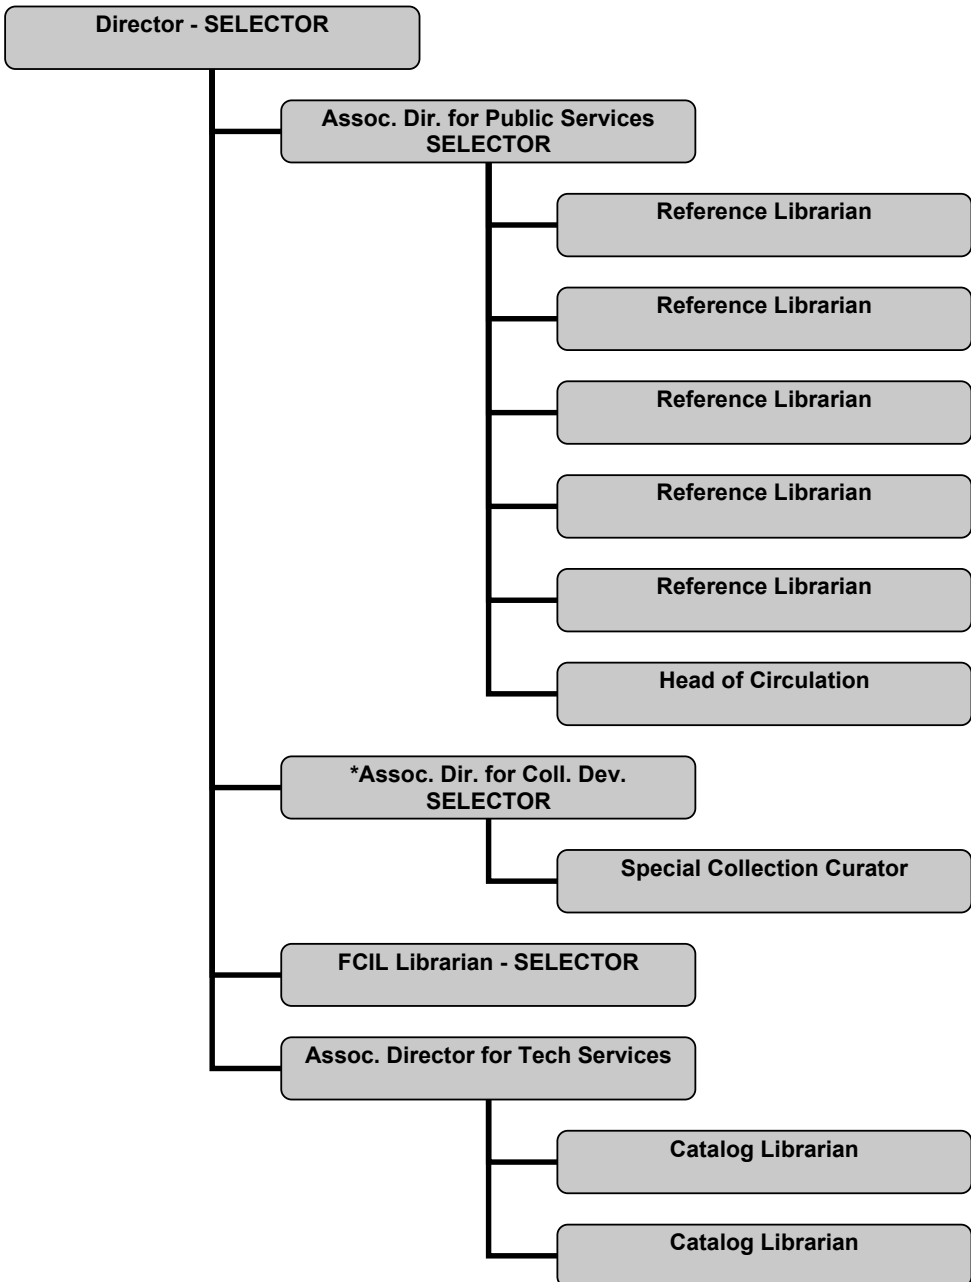 Director - SELECTOR
Assoc. Dir. for Public Services
SELECTOR
Reference Librarian
Reference Librarian
Reference Librarian
Reference Librarian
Reference Librarian
Head of Circulation
*Assoc. Dir. for Coll. Dev.
SELECTOR
Special Collection Curator
FCIL Librarian - SELECTOR
Assoc. Director for Tech Services
Catalog Librarian
Catalog Librarian